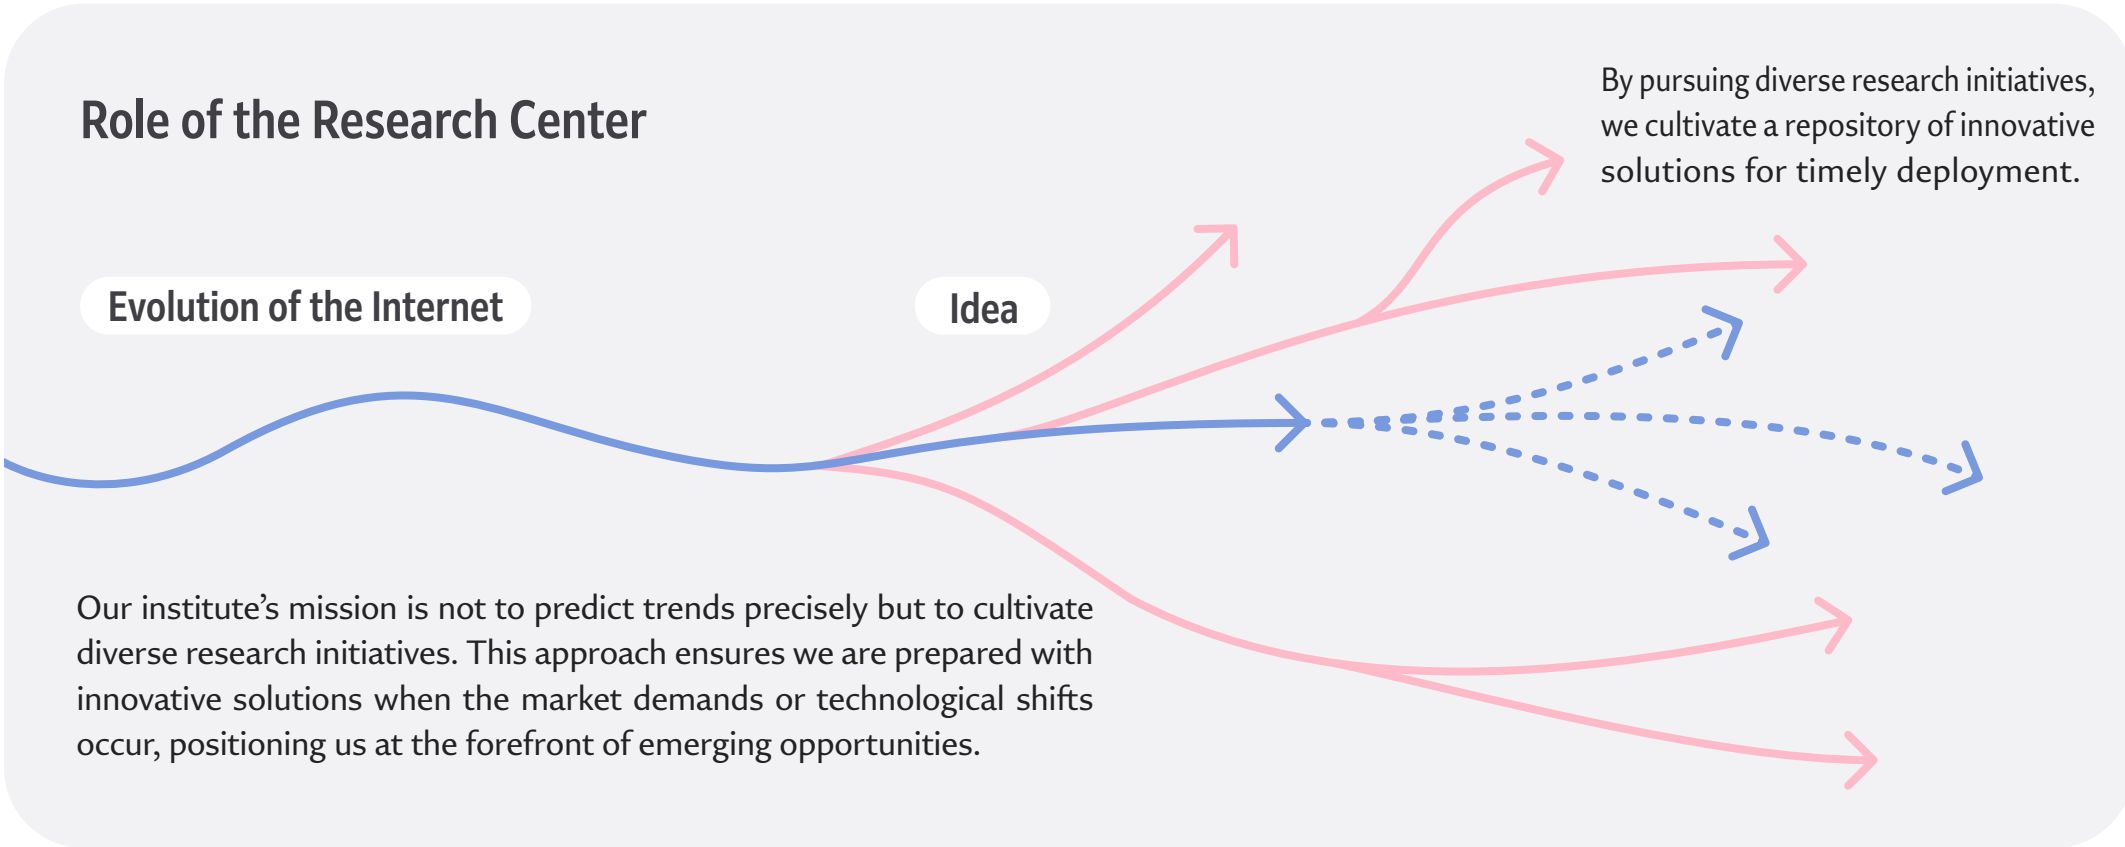 Role of the Research Center
By pursuing diverse research initiatives,
we cultivate a repository of innovative
solutions for timely deployment.
Evolution of the Internet
Idea
Our institute’s mission is not to predict trends precisely but to cultivate
diverse research initiatives. This approach ensures we are prepared with
innovative solutions when the market demands or technological shifts
occur, positioning us at the forefront of emerging opportunities.